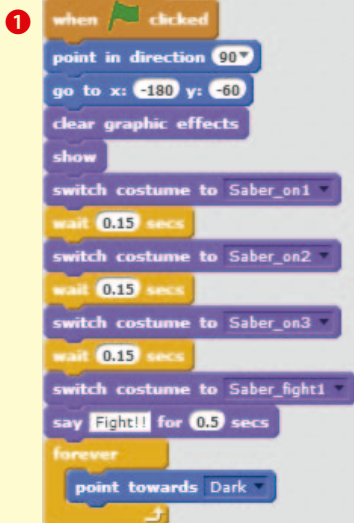 1
when clicked
point in direction 90
go to x: -180 y: -60
clear graphic effects
show
switch costume to Saber_on1
wait 0.15 secs
switch costume to Saber_on2
wait 0.15 secs
switch costume to Saber_on3
wait 0.15 secs
switch costume to Saber_fight1
say Fight!! for 0.5 secs
forever
point towards Dark